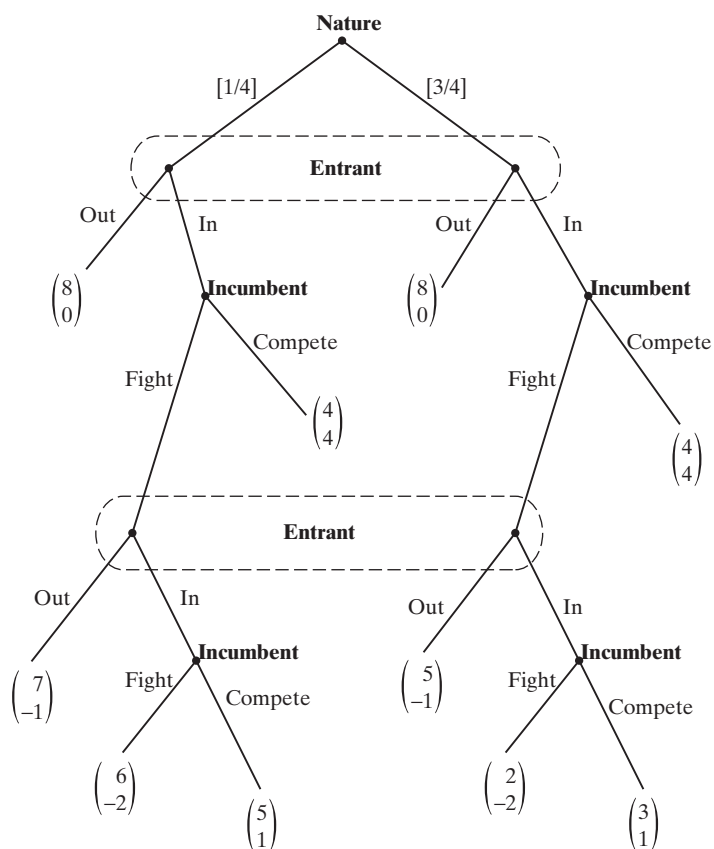 Nature
[1/4] [3/4]
Entrant
Out In Out In
(8 0) Incumbent (8 0) Incumbent
Fight Compete Fight Compete
(4 4) (4 4)
Entrant
Out In Out In
(7 –1) Incumbent (5 –1) Incumbent
Fight Compete Fight Compete
(6 –2) (5 1) (2 –2) (3 1)